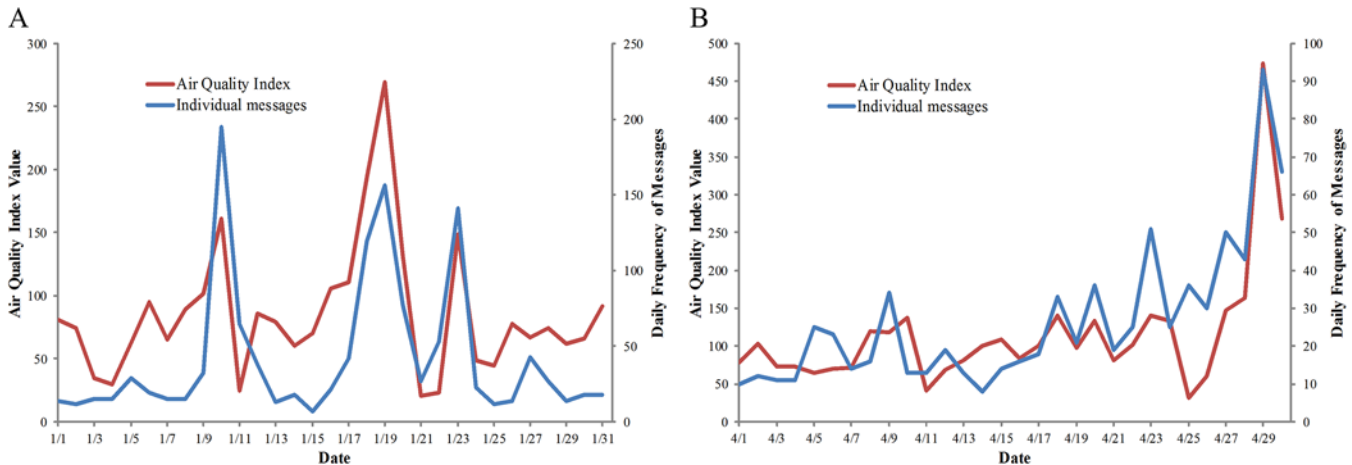 A
B
300
250
200
150
100
50
0
Air Quality Index Value
Air Quality Index
Individual messages
250
200
150
100
50
0
Daily Frequency of Messages
1/1 1/3 1/5 1/7 1/9 1/11 1/13 1/15 1/17 1/19 1/21 1/23 1/25 1/27 1/29 1/31
Date
500
450
400
350
300
250
200
150
100
50
0
Air Quality Index Value
Air Quality Index
Individual messages
100
90
80
70
60
50
40
30
20
10
0
Daily Frequency of Messages
4/1 4/3 4/5 4/7 4/9 4/11 4/13 4/15 4/17 4/19 4/21 4/23 4/25 4/27 4/29
Date